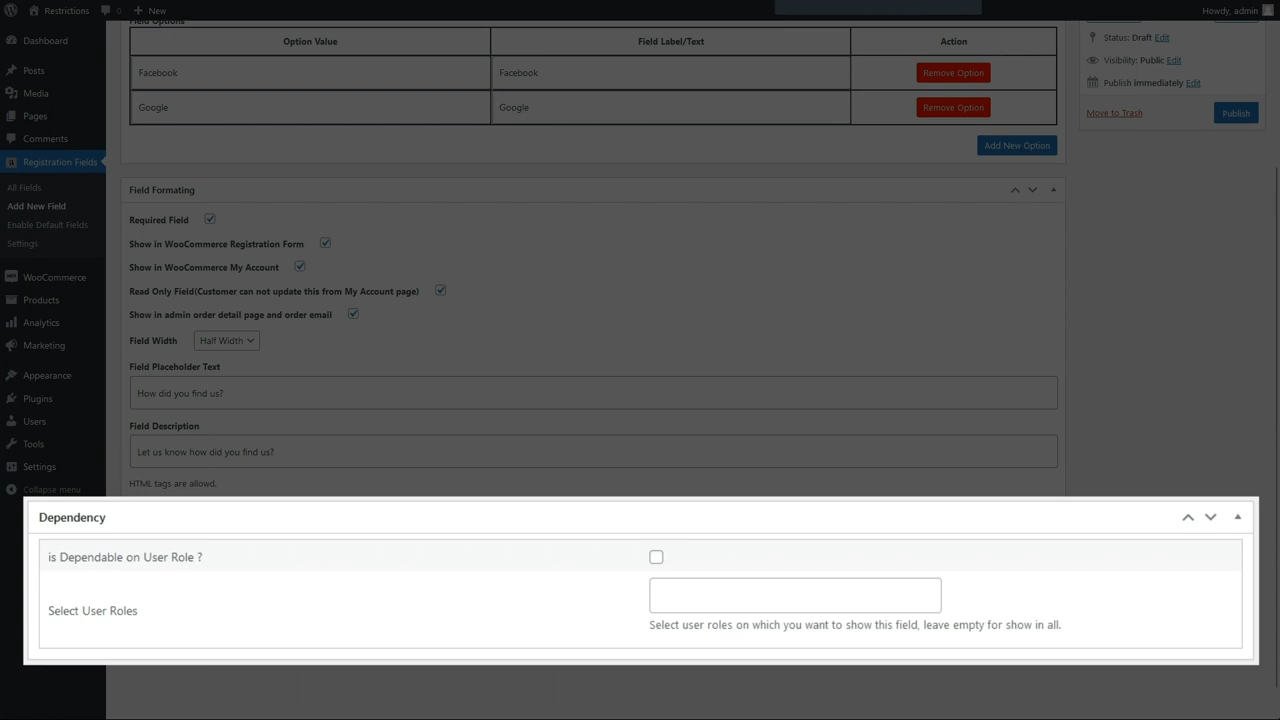 Restrictions
0
New
Howdy, admin
Dashboard
Posts
Media
Pages
Comments
Registration Fields
All Fields
Add New Field
Enable Default Fields
Settings
WooCommerce
Products
Analytics
Marketing
Appearance
Plugins
Users
Tools
Settings
Collapse menu
Field Options
Option Value Field Label/Text Action
Facebook Facebook Remove Option
Google Google Remove Option
Add New Option
Status: Draft Edit
Visibility: Public Edit
Publish immediately Edit
Move to Trash Publish
Field Formating
Required Field
Show in WooCommerce Registration Form
Show in WooCommerce My Account
Read Only Field(Customer can not update this from My Account page)
Show in admin order detail page and order email
Field Width Half Width
Field Placeholder Text
How did you find us?
Field Description
Let us know how did you find us?
HTML tags are allowd.
Dependency
is Dependable on User Role ?
Select User Roles
Select user roles on which you want to show this field, leave empty for show in all.